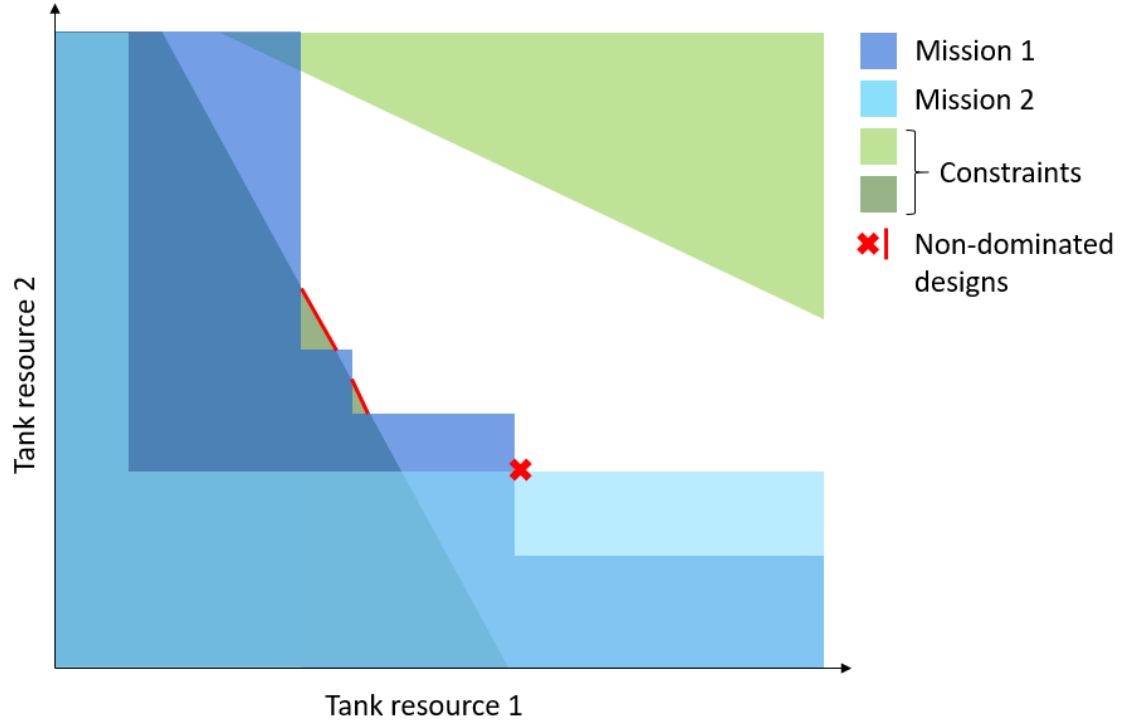 Mission 1
Mission 2
Constraints
Non-dominated
designs
Tank resource 2
Tank resource 1